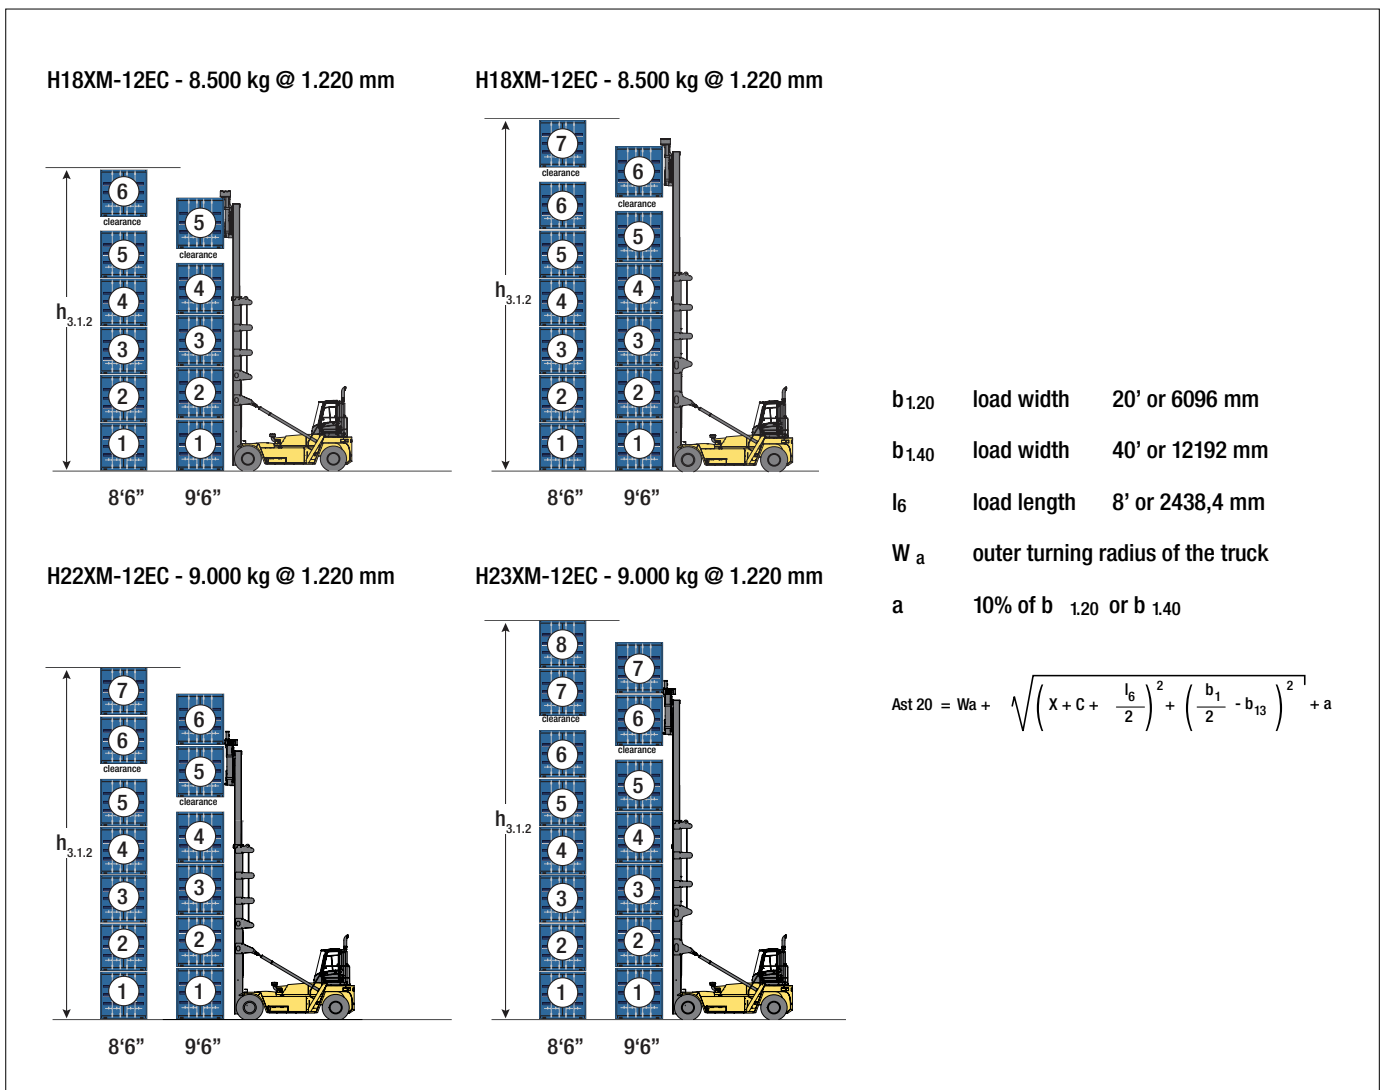 H18XM-12EC - 8.500 kg @ 1.220 mm
7
6
clearance
5
4
3
2
1
h3.1.2
6
clearance
5
4
3
2
1
8‘6” 9‘6”
H18XM-12EC - 8.500 kg @ 1.220 mm
6
clearance
5
4
3
2
1
h3.1.2
5
clearance
4
3
2
1
8‘6” 9‘6”
H22XM-12EC - 9.000 kg @ 1.220 mm
7
6
clearance
5
4
3
2
1
h3.1.2
6
5
clearance
4
3
2
1
8‘6” 9‘6”
H23XM-12EC - 9.000 kg @ 1.220 mm
8
7
clearance
6
5
4
3
2
1
h3.1.2
7
6
clearance
5
4
3
2
1
8‘6” 9‘6”
b1.20 load width 20’ or 6096 mm
b1.40 load width 40’ or 12192 mm
l6 load length 8’ or 2438,4 mm
W a outer turning radius of the truck
a 10% of b 1.20 or b 1.40
Ast 20 = Wa + √( X + C + l6 / 2 )2 + ( b1 / 2 - b13 )2 + a